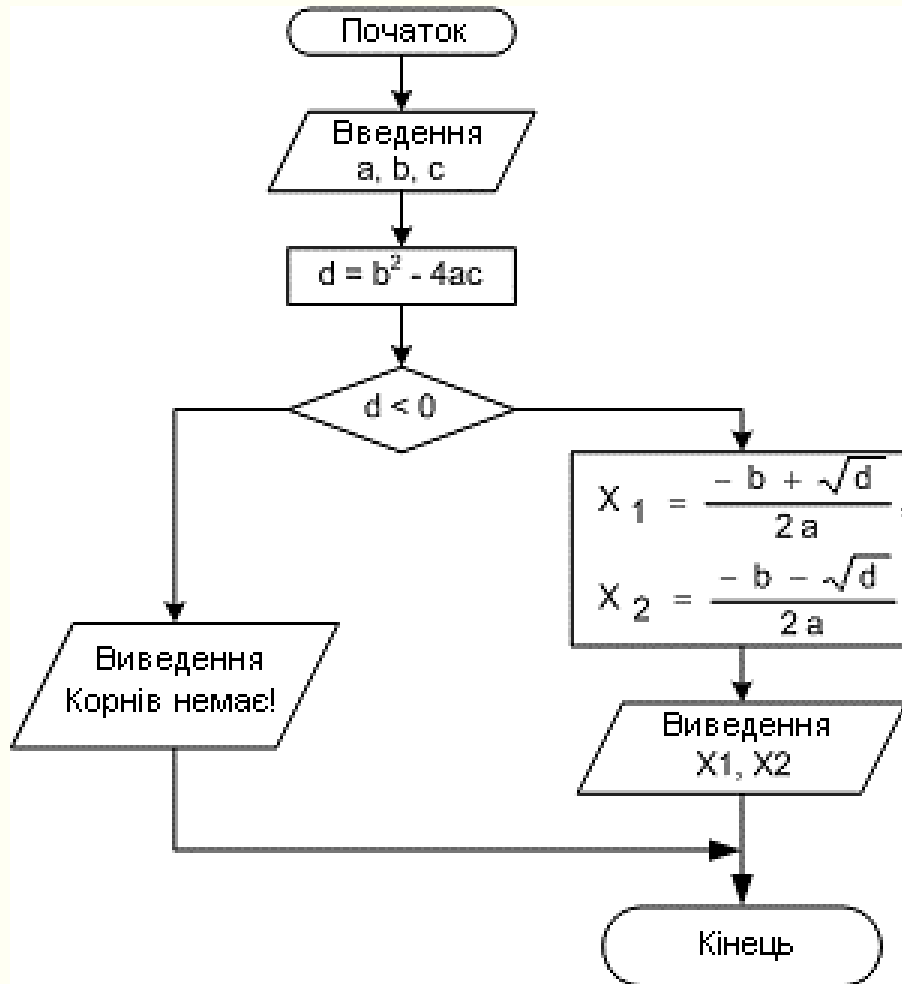 Початок
Введення
a, b, c
d = b² - 4ac
d < 0
X 1 = − b + √d / 2 a ,
X 2 = − b − √d / 2 a
Виведення
Корнів немає!
Виведення
X1, X2
Кінець